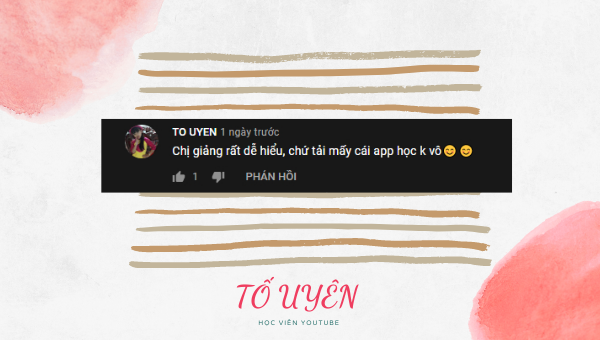 TO UYEN 1 ngày trước
Chị giảng rất dễ hiểu, chứ tải mấy cái app học k vô 😊 😊
1 PHẢN HỒI
TỐ UYÊN
HỌC VIÊN YOUTUBE